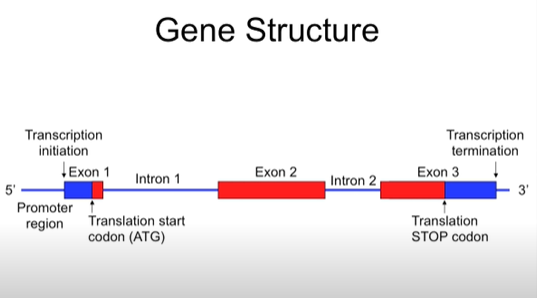 Gene Structure
Transcription
initiation
Transcription
termination
Exon 1
Intron 1
Exon 2
Intron 2
Exon 3
5'
3'
Promoter
region
Translation start
codon (ATG)
Translation
STOP codon